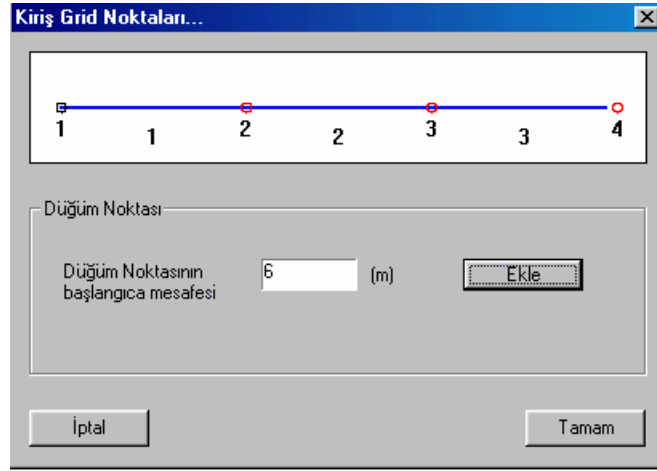 Kiriş Grid Noktaları...
1 2 3 4
1 2 3
Düğüm Noktası
Düğüm Noktasının
başlangıca mesafesi
6 (m) Ekle
İptal Tamam